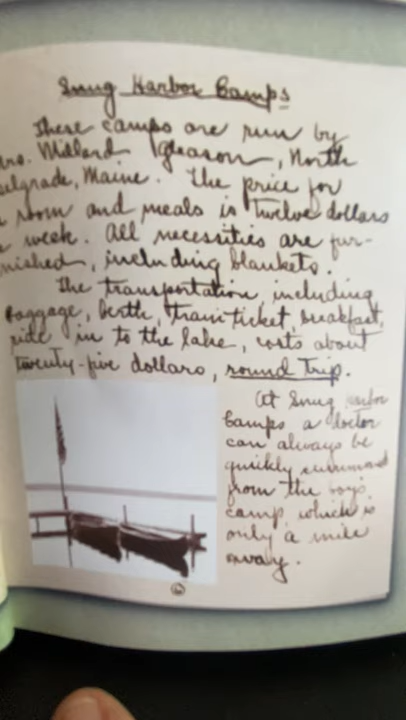 Snug Harbor Camps
These camps are run by
Mrs. Millard Gleason, North
Belgrade, Maine. The price for
a room and meals is twelve dollars
a week. All necessities are fur-
nished, including blankets.
The transportation, including
baggage, berth, train ticket, breakfast,
ride in to the lake, costs about
twenty-five dollars, round trip.
At Snug Harbor
Camps a doctor
can always be
quickly summoned
from the boys'
camp which is
only a mile
away.